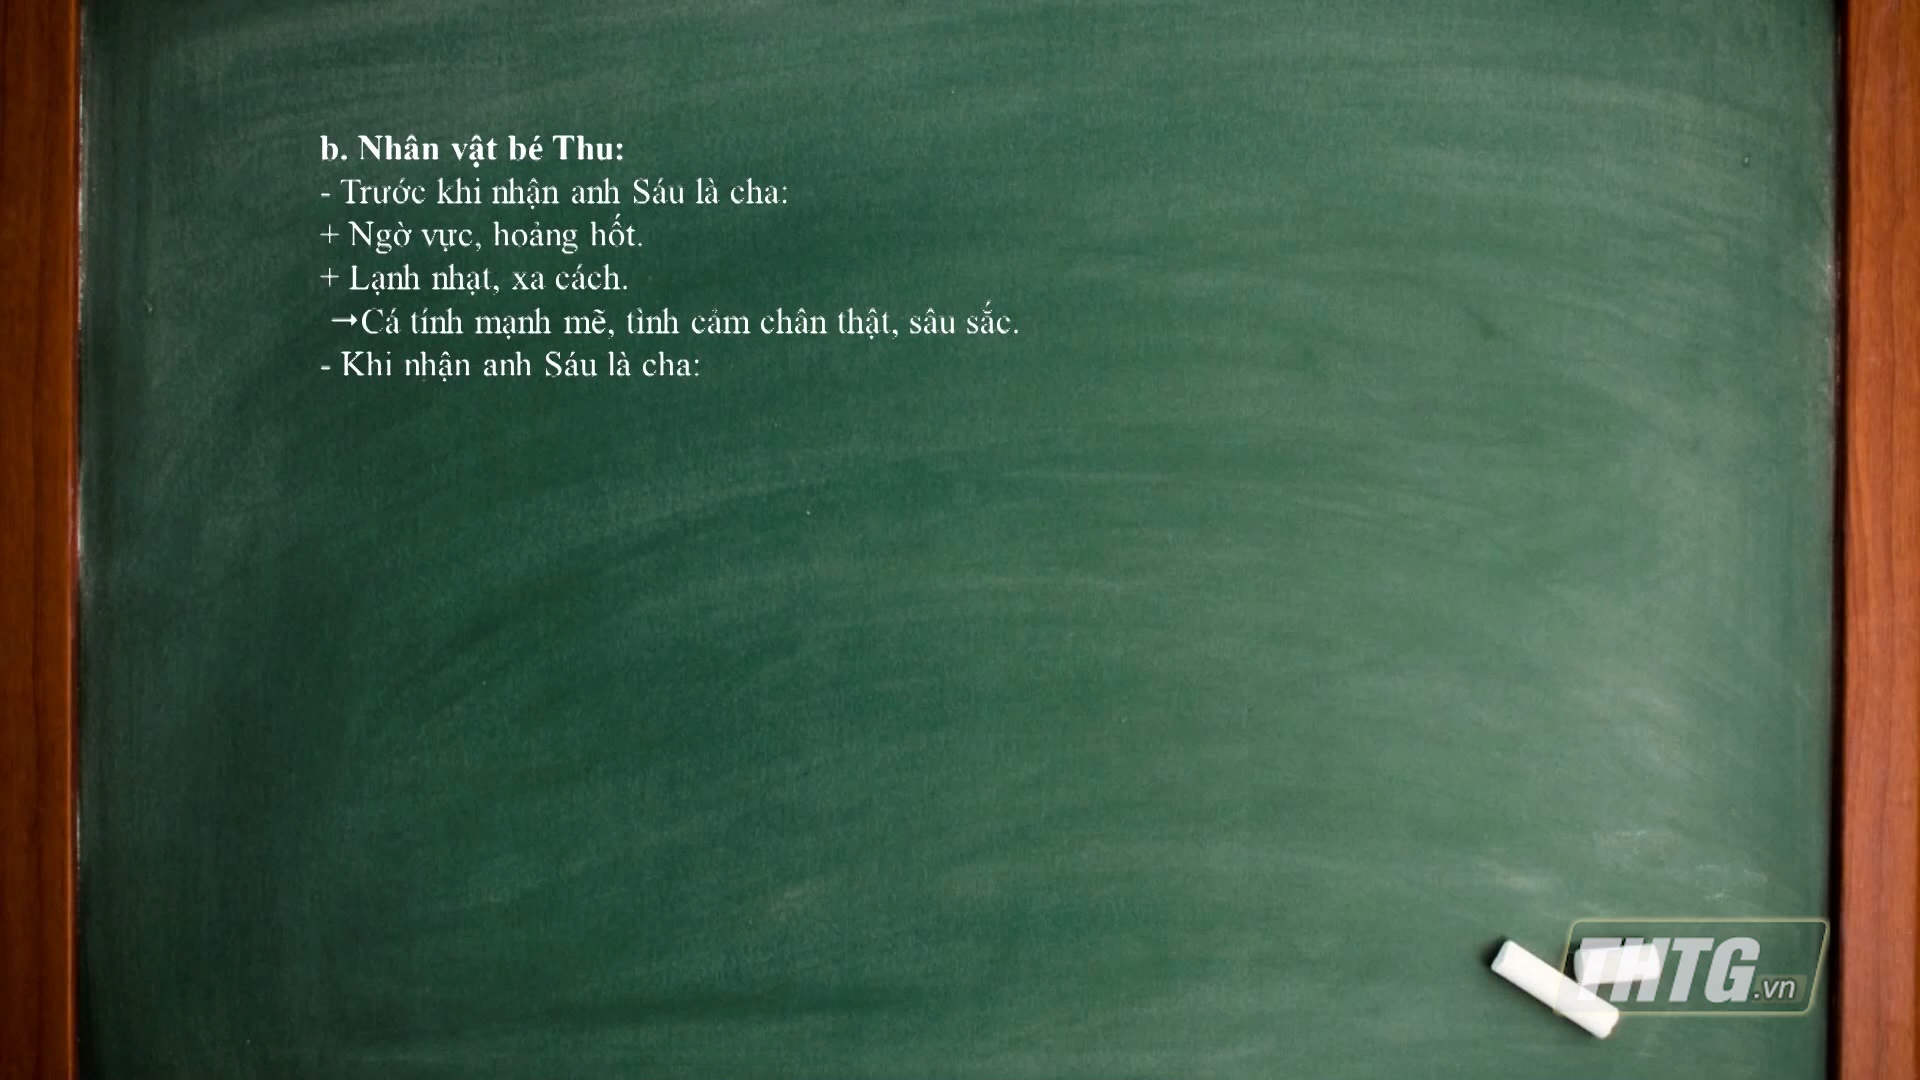 b. Nhân vật bé Thu:
- Trước khi nhận anh Sáu là cha:
+ Ngờ vực, hoảng hốt.
+ Lạnh nhạt, xa cách.
→Cá tính mạnh mẽ, tình cảm chân thật, sâu sắc.
- Khi nhận anh Sáu là cha:
THTG.vn